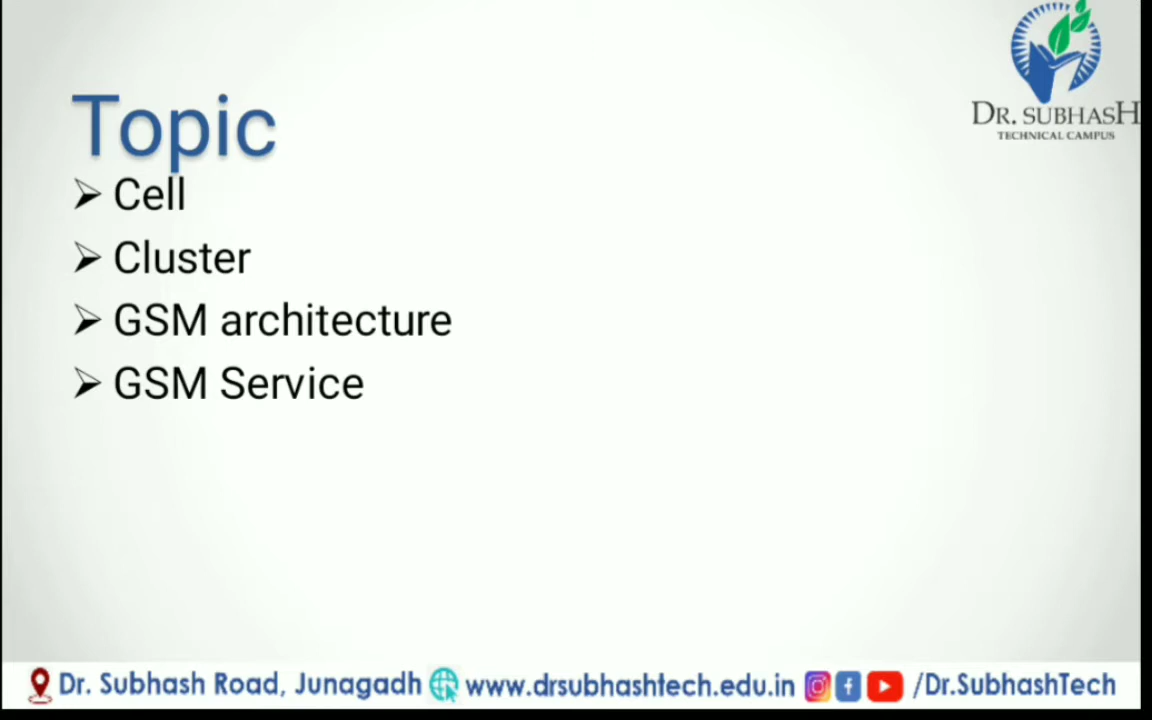 DR. SUBHASH
TECHNICAL CAMPUS
Topic
Cell
Cluster
GSM architecture
GSM Service
Dr. Subhash Road, Junagadh www.drsubhashtech.edu.in /Dr.SubhashTech